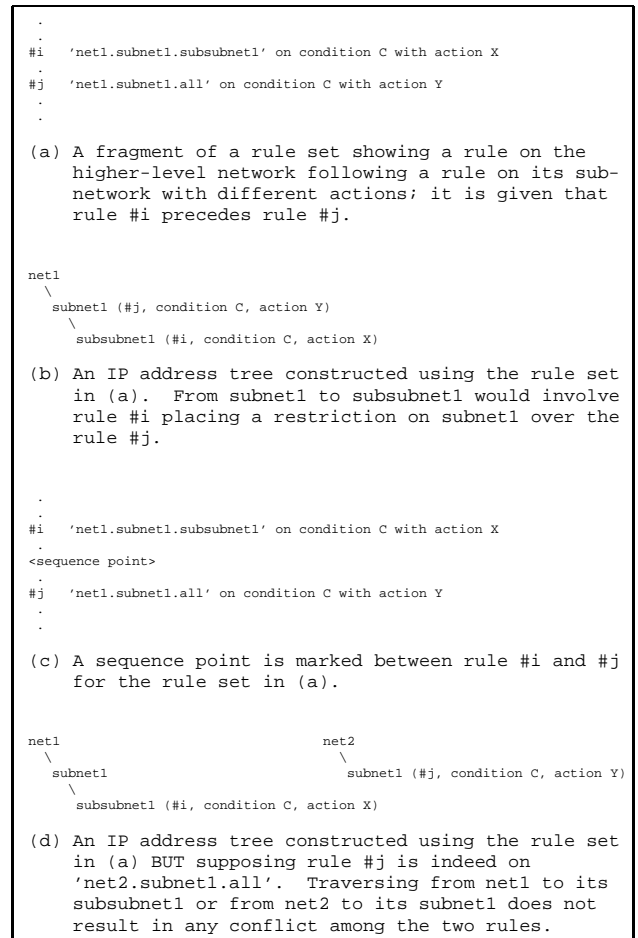 .
.
#i 'net1.subnet1.subsubnet1' on condition C with action X
.
#j 'net1.subnet1.all' on condition C with action Y
.
.
(a) A fragment of a rule set showing a rule on the
higher-level network following a rule on its sub-
network with different actions; it is given that
rule #i precedes rule #j.
net1
\
subnet1 (#j, condition C, action Y)
\
subsubnet1 (#i, condition C, action X)
(b) An IP address tree constructed using the rule set
in (a). From subnet1 to subsubnet1 would involve
rule #i placing a restriction on subnet1 over the
rule #j.
.
.
#i 'net1.subnet1.subsubnet1' on condition C with action X
.
<sequence point>
.
#j 'net1.subnet1.all' on condition C with action Y
.
.
(c) A sequence point is marked between rule #i and #j
for the rule set in (a).
net1 net2
\ \
subnet1 subnet1 (#j, condition C, action Y)
\
subsubnet1 (#i, condition C, action X)
(d) An IP address tree constructed using the rule set
in (a) BUT supposing rule #j is indeed on
'net2.subnet1.all'. Traversing from net1 to its
subsubnet1 or from net2 to its subnet1 does not
result in any conflict among the two rules.